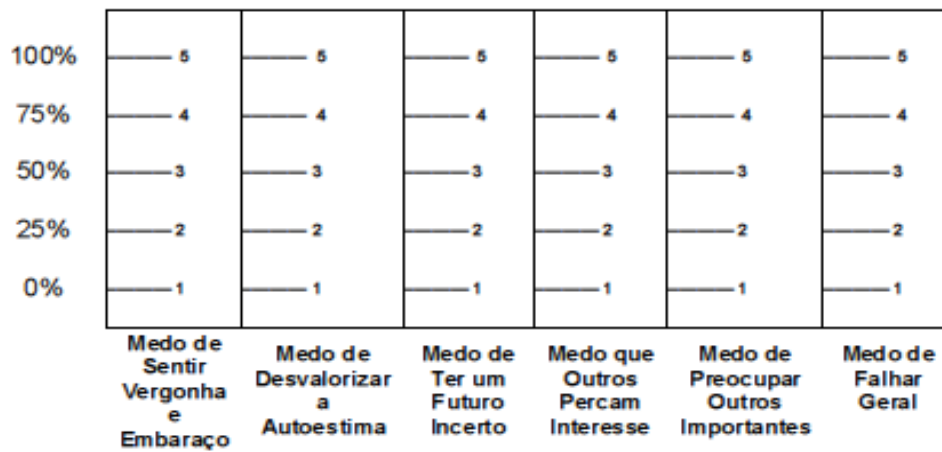 100% 5 5 5 5 5 5
75% 4 4 4 4 4 4
50% 3 3 3 3 3 3
25% 2 2 2 2 2 2
0% 1 1 1 1 1 1
Medo de
Sentir
Vergonha
e
Embaraço
Medo de
Desvalorizar
a
Autoestima
Medo de
Ter um
Futuro
Incerto
Medo que
Outros
Percam
Interesse
Medo de
Preocupar
Outros
Importantes
Medo de
Falhar
Geral